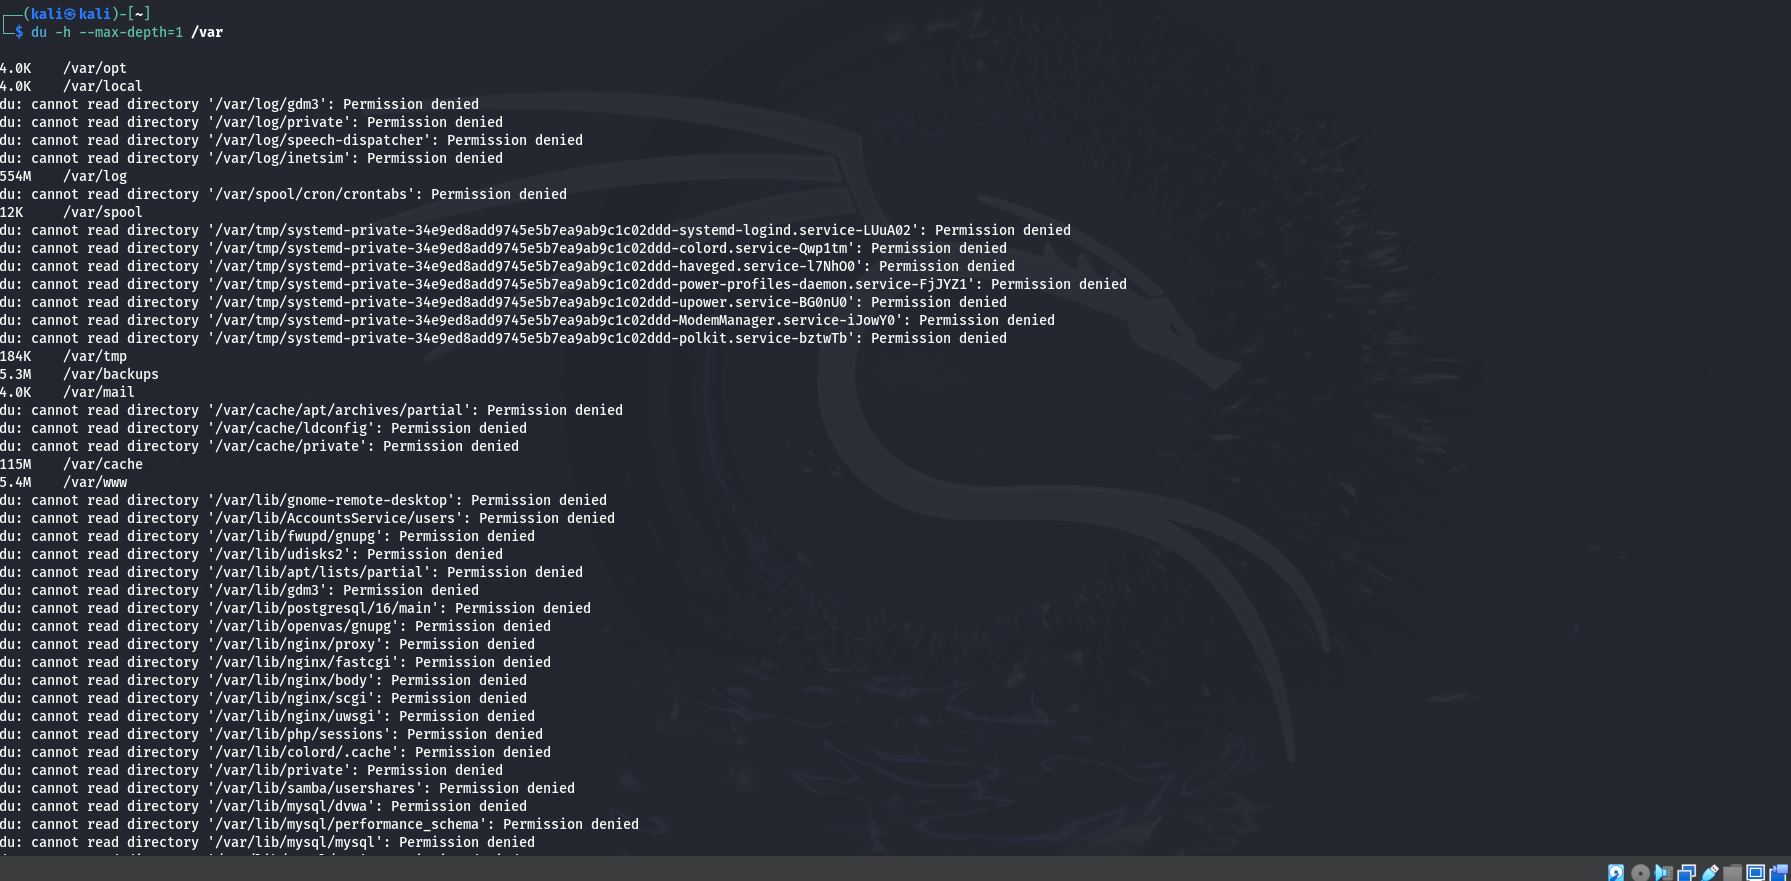 ┌──(kali㉿kali)-[~]
└─$ du -h --max-depth=1 /var
4.0K    /var/opt
4.0K    /var/local
du: cannot read directory '/var/log/gdm3': Permission denied
du: cannot read directory '/var/log/private': Permission denied
du: cannot read directory '/var/log/speech-dispatcher': Permission denied
du: cannot read directory '/var/log/inetsim': Permission denied
554M    /var/log
du: cannot read directory '/var/spool/cron/crontabs': Permission denied
12K     /var/spool
du: cannot read directory '/var/tmp/systemd-private-34e9ed8add9745e5b7ea9ab9c1c02ddd-systemd-logind.service-LUuA02': Permission denied
du: cannot read directory '/var/tmp/systemd-private-34e9ed8add9745e5b7ea9ab9c1c02ddd-colord.service-Qwp1tm': Permission denied
du: cannot read directory '/var/tmp/systemd-private-34e9ed8add9745e5b7ea9ab9c1c02ddd-haveged.service-l7NhO0': Permission denied
du: cannot read directory '/var/tmp/systemd-private-34e9ed8add9745e5b7ea9ab9c1c02ddd-power-profiles-daemon.service-FjJYZ1': Permission denied
du: cannot read directory '/var/tmp/systemd-private-34e9ed8add9745e5b7ea9ab9c1c02ddd-upower.service-BG0nU0': Permission denied
du: cannot read directory '/var/tmp/systemd-private-34e9ed8add9745e5b7ea9ab9c1c02ddd-ModemManager.service-iJowY0': Permission denied
du: cannot read directory '/var/tmp/systemd-private-34e9ed8add9745e5b7ea9ab9c1c02ddd-polkit.service-bztwTb': Permission denied
184K    /var/tmp
5.3M    /var/backups
4.0K    /var/mail
du: cannot read directory '/var/cache/apt/archives/partial': Permission denied
du: cannot read directory '/var/cache/ldconfig': Permission denied
du: cannot read directory '/var/cache/private': Permission denied
115M    /var/cache
5.4M    /var/www
du: cannot read directory '/var/lib/gnome-remote-desktop': Permission denied
du: cannot read directory '/var/lib/AccountsService/users': Permission denied
du: cannot read directory '/var/lib/fwupd/gnupg': Permission denied
du: cannot read directory '/var/lib/udisks2': Permission denied
du: cannot read directory '/var/lib/apt/lists/partial': Permission denied
du: cannot read directory '/var/lib/gdm3': Permission denied
du: cannot read directory '/var/lib/postgresql/16/main': Permission denied
du: cannot read directory '/var/lib/openvas/gnupg': Permission denied
du: cannot read directory '/var/lib/nginx/proxy': Permission denied
du: cannot read directory '/var/lib/nginx/fastcgi': Permission denied
du: cannot read directory '/var/lib/nginx/body': Permission denied
du: cannot read directory '/var/lib/nginx/scgi': Permission denied
du: cannot read directory '/var/lib/nginx/uwsgi': Permission denied
du: cannot read directory '/var/lib/php/sessions': Permission denied
du: cannot read directory '/var/lib/colord/.cache': Permission denied
du: cannot read directory '/var/lib/private': Permission denied
du: cannot read directory '/var/lib/samba/usershares': Permission denied
du: cannot read directory '/var/lib/mysql/dvwa': Permission denied
du: cannot read directory '/var/lib/mysql/performance_schema': Permission denied
du: cannot read directory '/var/lib/mysql/mysql': Permission denied